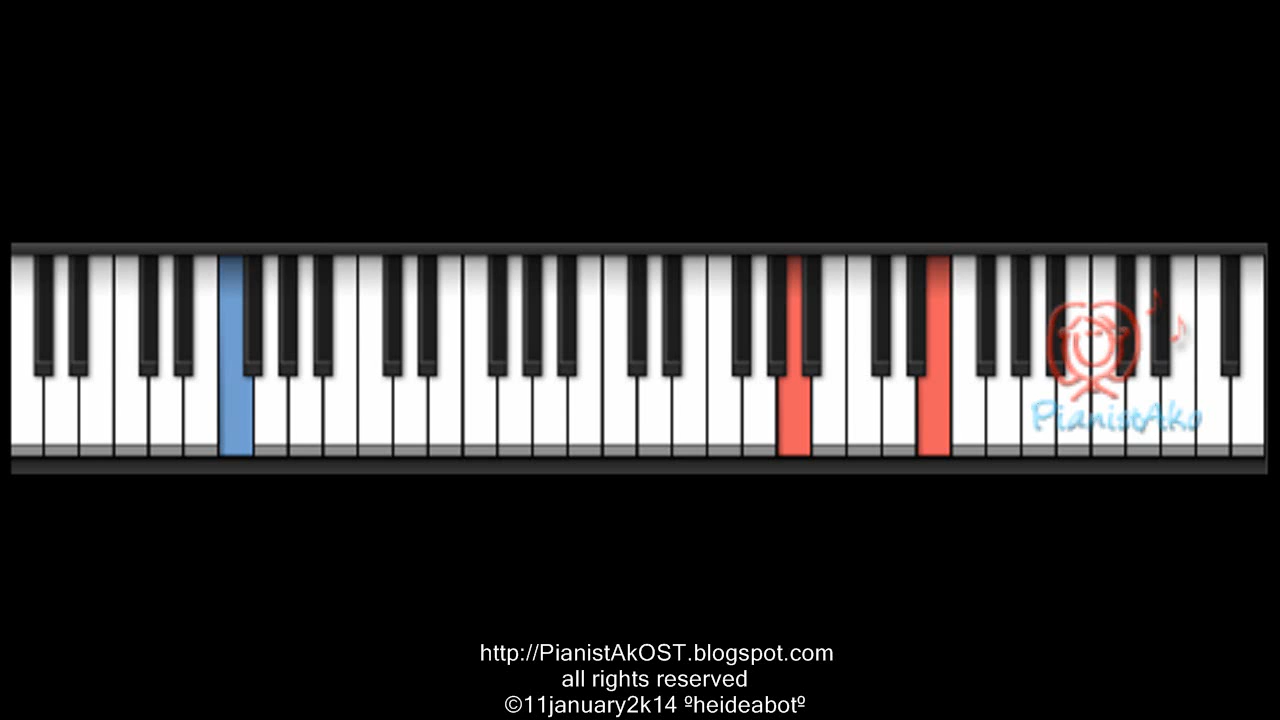 PianistAko
http://PianistAkOST.blogspot.com
all rights reserved
©11january2k14 ºheideabotº